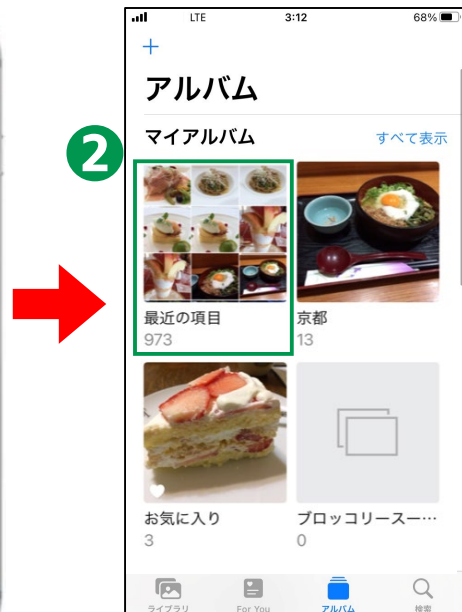 LTE 3:12 68%
+
アルバム
2
マイアルバム すべて表示
最近の項目 京都
973 13
お気に入り ブロッコリースー…
3 0
ライブラリ For You アルバム 検索